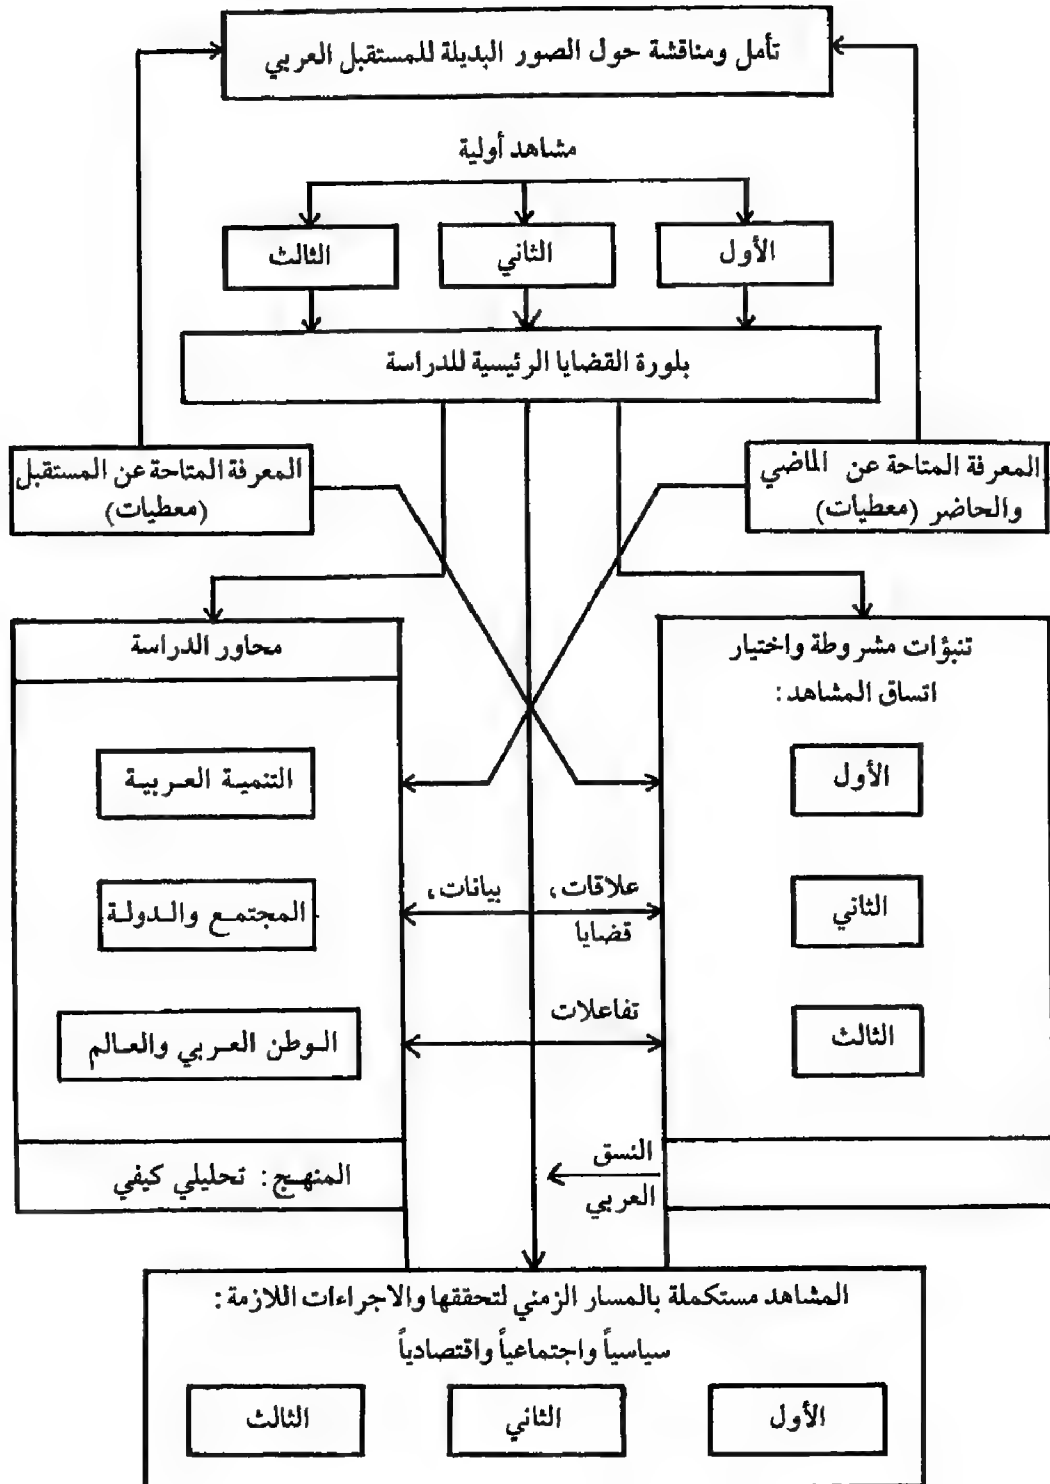 تأمل ومناقشة حول الصور البديلة للمستقبل العربي
مشاهد أولية
الأول
الثاني
الثالث
بلورة القضايا الرئيسية للدراسة
المعرفة المتاحة عن الماضي
والحاضر (معطيات)
المعرفة المتاحة عن المستقبل
(معطيات)
تنبؤات مشروطة واختيار
اتساق المشاهد:
الأول
الثاني
الثالث
محاور الدراسة
التنمية العربية
المجتمع والدولة
الوطن العربي والعالم
المنهج: تحليلي كيفي
علاقات، بيانات،
قضايا
تفاعلات
النسق
العربي
المشاهد مستكملة بالمسار الزمني لتحققها والاجراءات اللازمة:
سياسياً واجتماعياً واقتصادياً
الأول
الثاني
الثالث